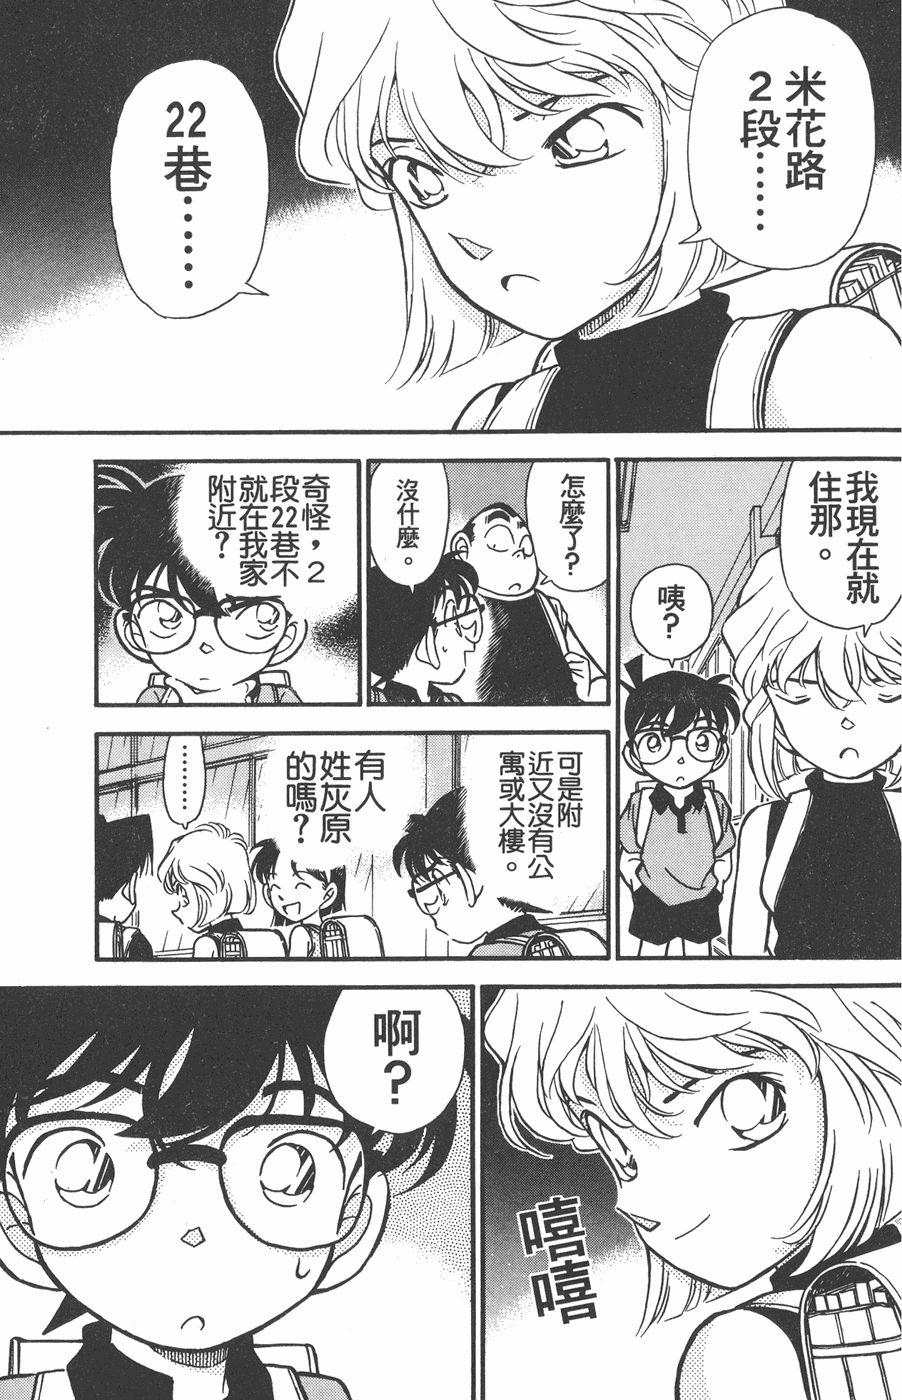 米花路
2段……
22巷……
我現在就
住那。
咦？
怎麼了？
沒什麼。
奇怪，2
段22巷不
就在我家
附近？
可是附
近又沒有公
寓或大樓。
有人
姓灰原
的嗎？
……
嘻嘻
啊？